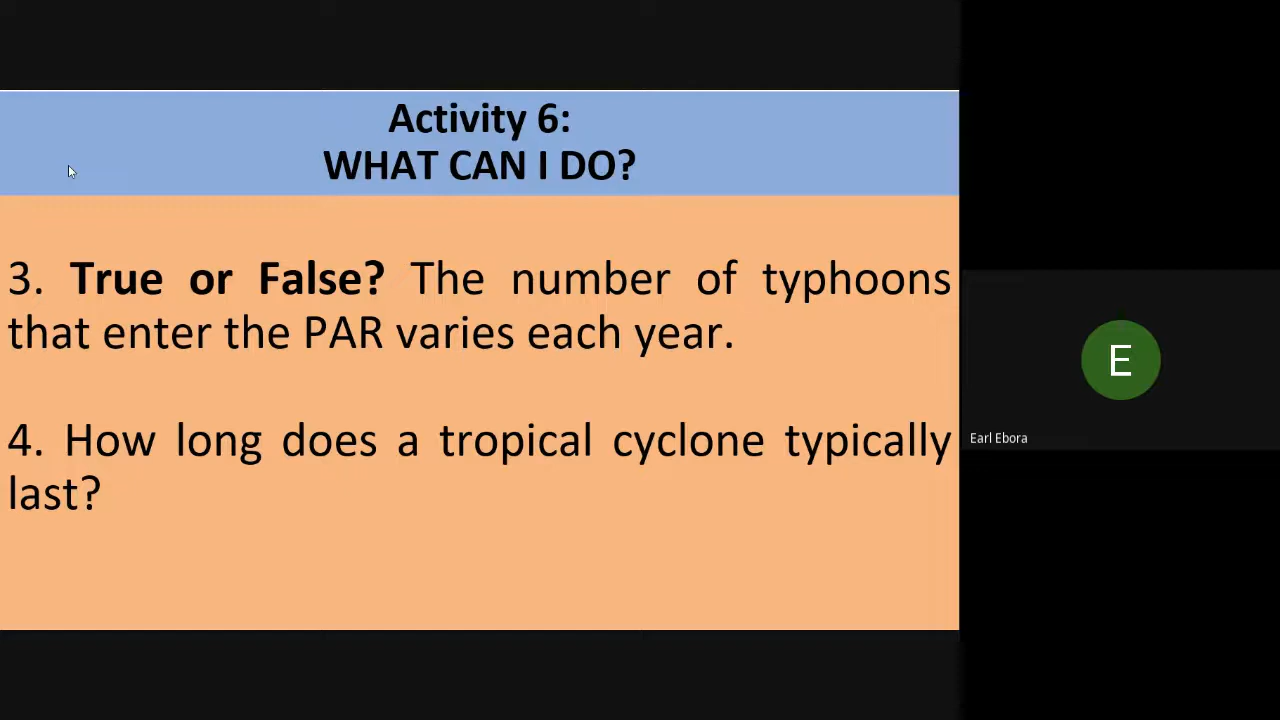 Activity 6:
WHAT CAN I DO?
3. True or False? The number of typhoons
that enter the PAR varies each year.
4. How long does a tropical cyclone typically
last?
E
Earl Ebora